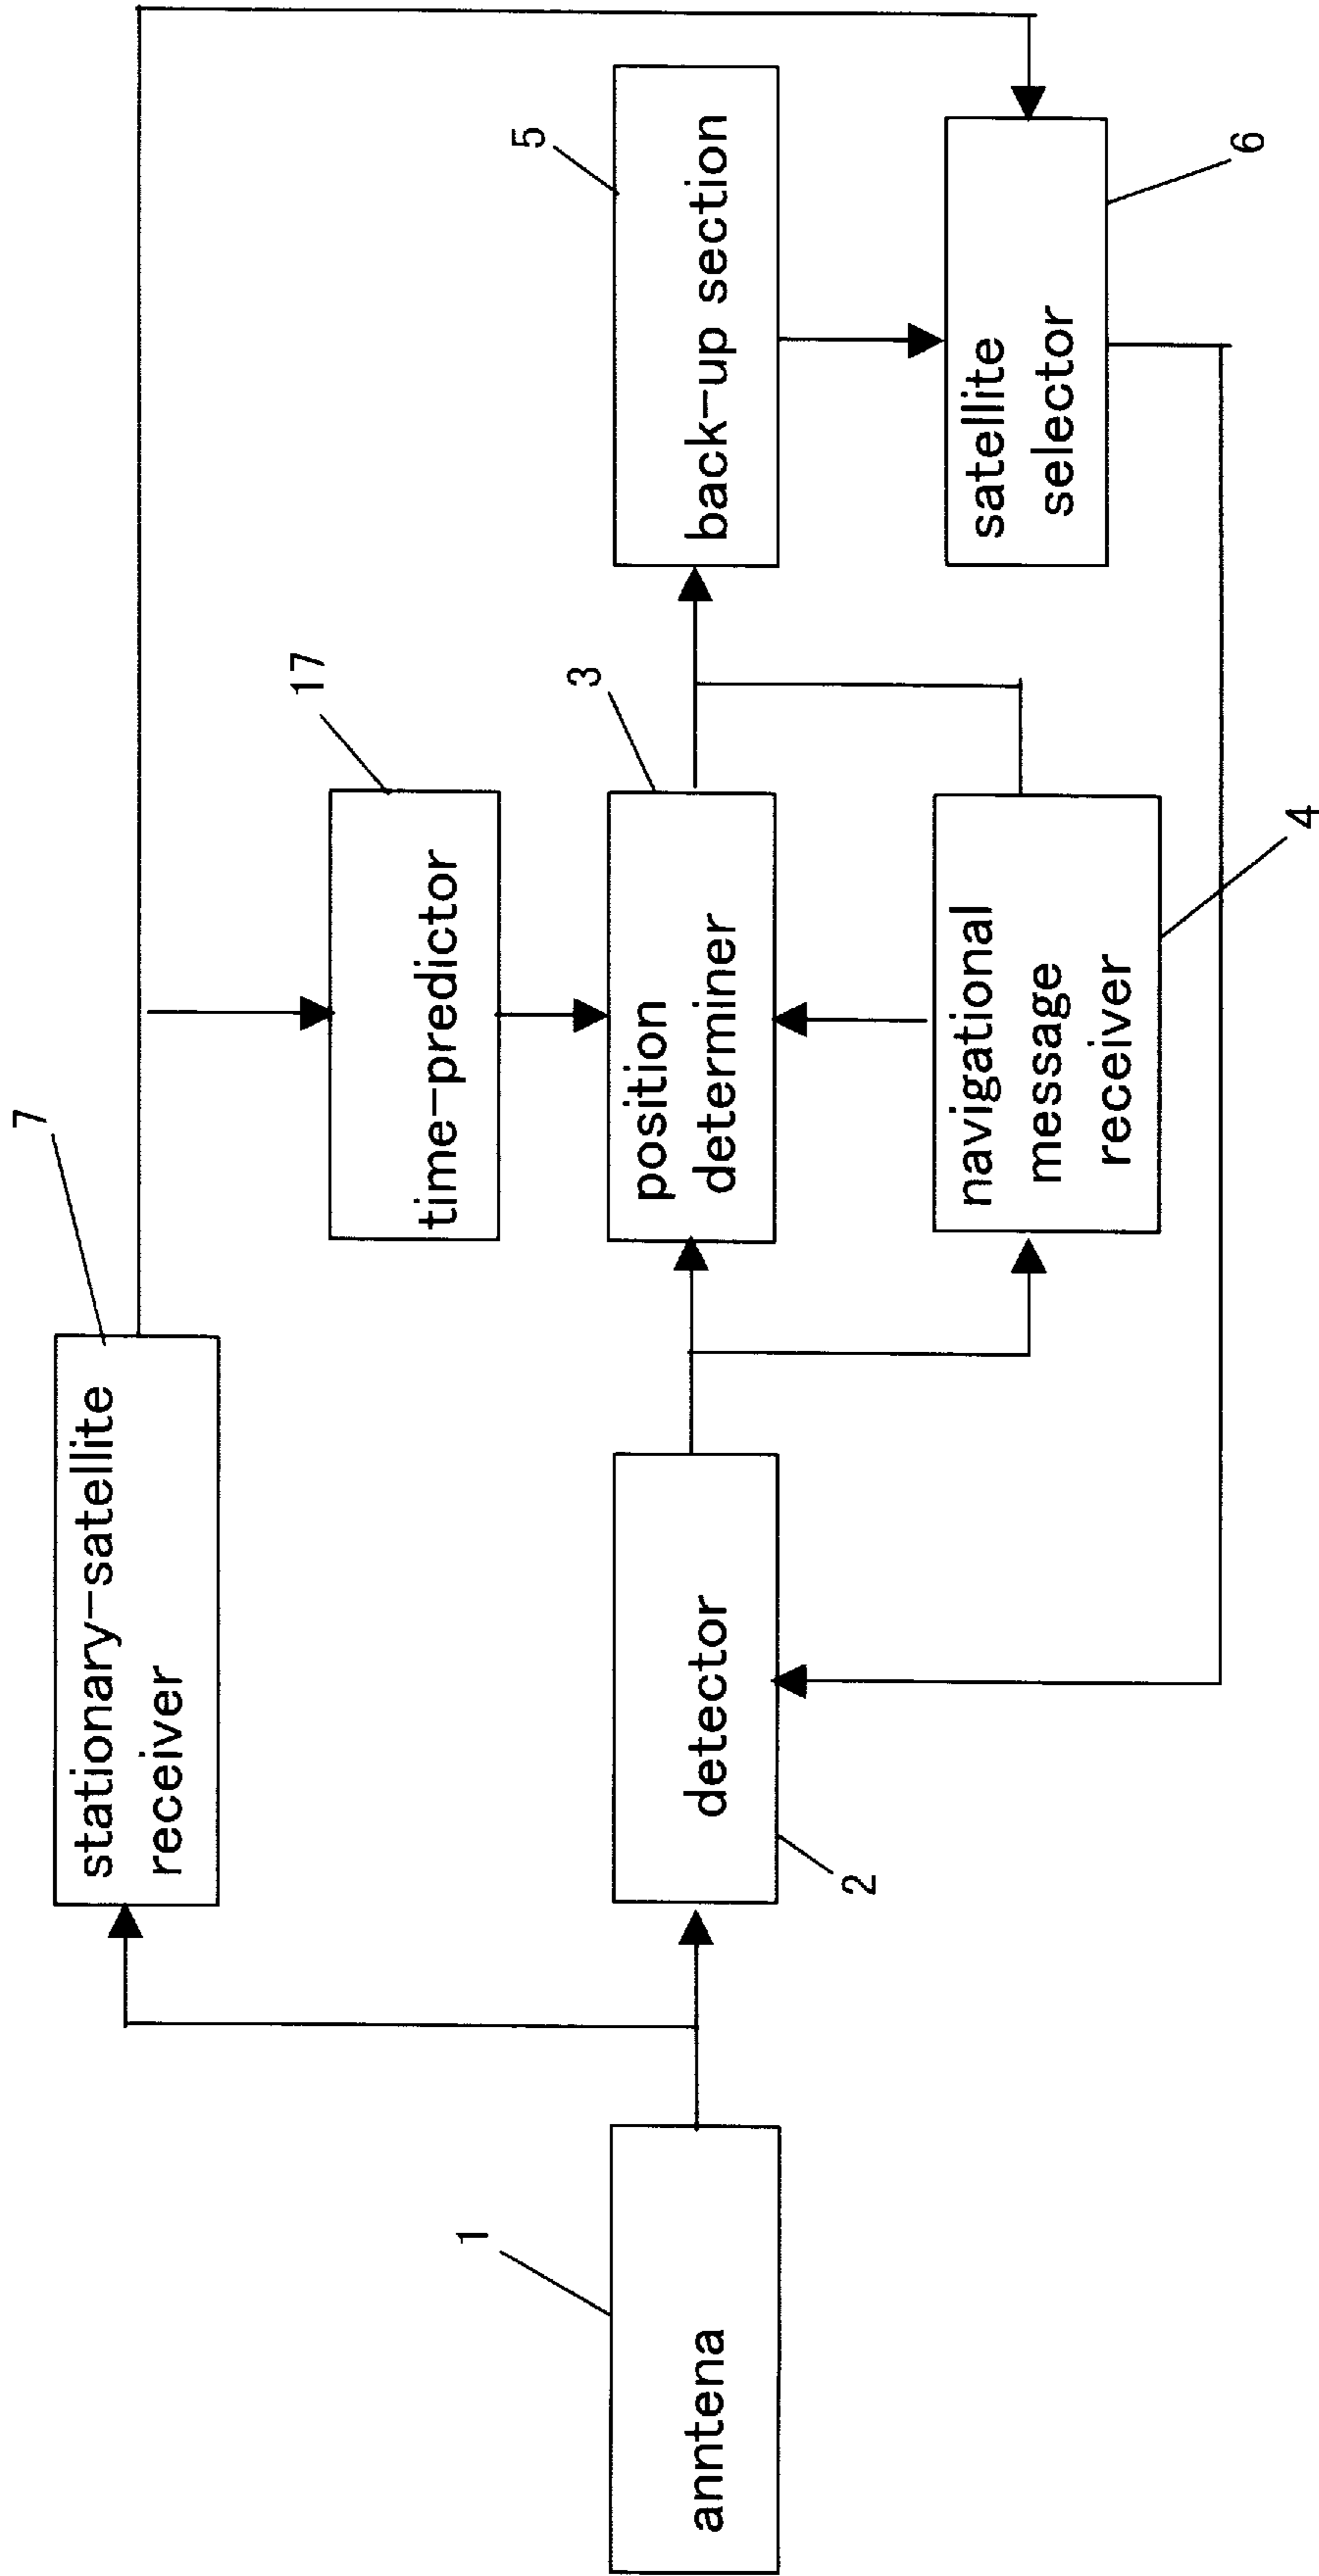 7
stationary-satellite
receiver
17
time-predictor
5
back-up section
1
anntena
2
detector
3
position
determiner
4
navigational
message
receiver
6
satellite
selector